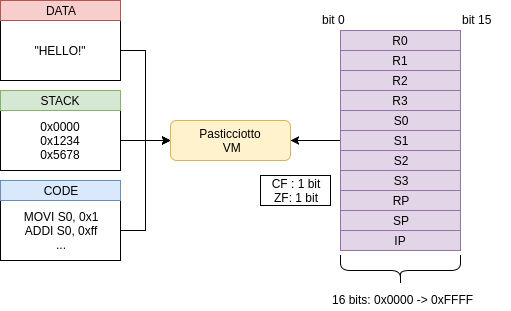 DATA
"HELLO!"
STACK
0x0000
0x1234
0x5678
CODE
MOVI S0, 0x1
ADDI S0, 0xff
...
Pasticciotto
VM
CF : 1 bit
ZF: 1 bit
bit 0
bit 15
R0
R1
R2
R3
S0
S1
S2
S3
RP
SP
IP
16 bits: 0x0000 -> 0xFFFF